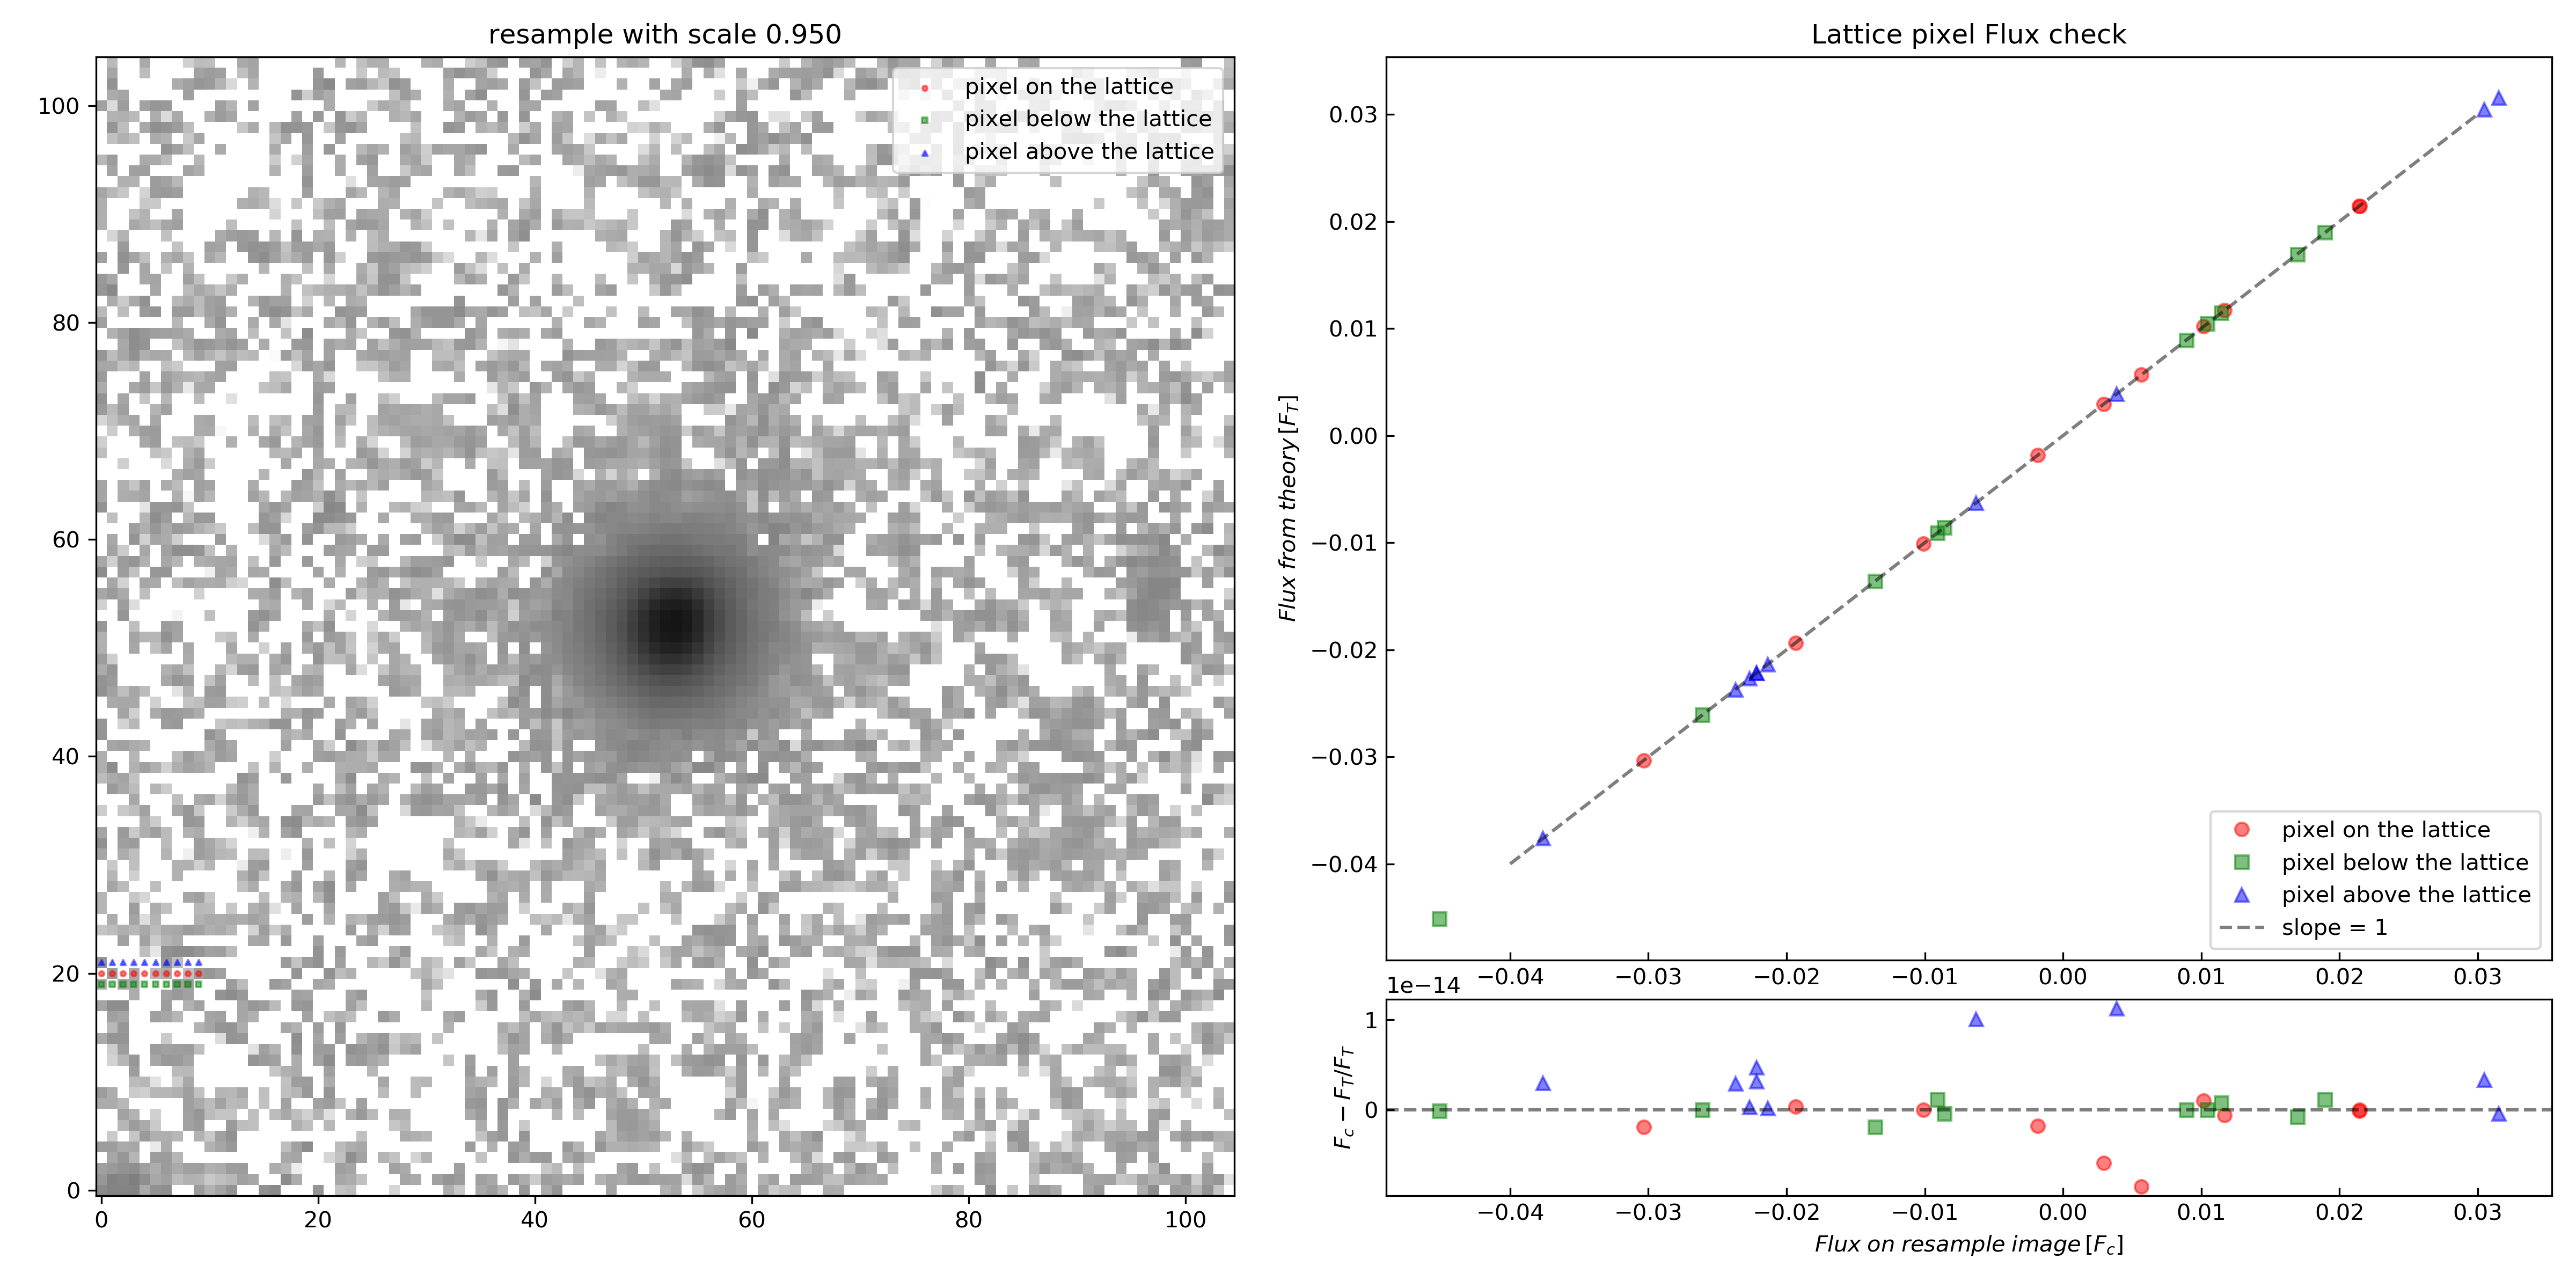 resample with scale 0.950
pixel on the lattice
pixel below the lattice
pixel above the lattice
100
80
60
40
20
0
0 20 40 60 80 100
Lattice pixel Flux check
Flux from theory [F_T]
0.03
0.02
0.01
0.00
−0.01
−0.02
−0.03
−0.04
pixel on the lattice
pixel below the lattice
pixel above the lattice
slope = 1
−0.04 −0.03 −0.02 −0.01 0.00 0.01 0.02 0.03
1e−14
F_c − F_T/F_T
1
0
−0.04 −0.03 −0.02 −0.01 0.00 0.01 0.02 0.03
Flux on resample image [F_c]